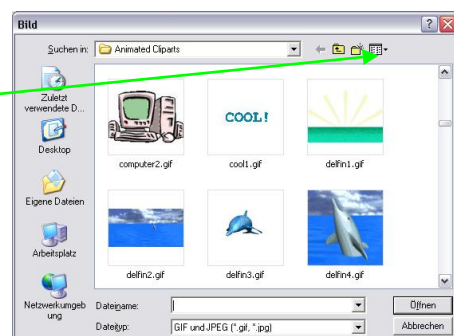 Bild
Suchen in:
Animated Cliparts
Zuletzt
verwendete D...
Desktop
Eigene Dateien
Arbeitsplatz
Netzwerkumgeb
ung
COOL!
computer2.gif
cool1.gif
delfin1.gif
delfin2.gif
delfin3.gif
delfin4.gif
Dateiname:
Öffnen
Dateityp:
GIF und JPEG (*.gif, *.jpg)
Abbrechen